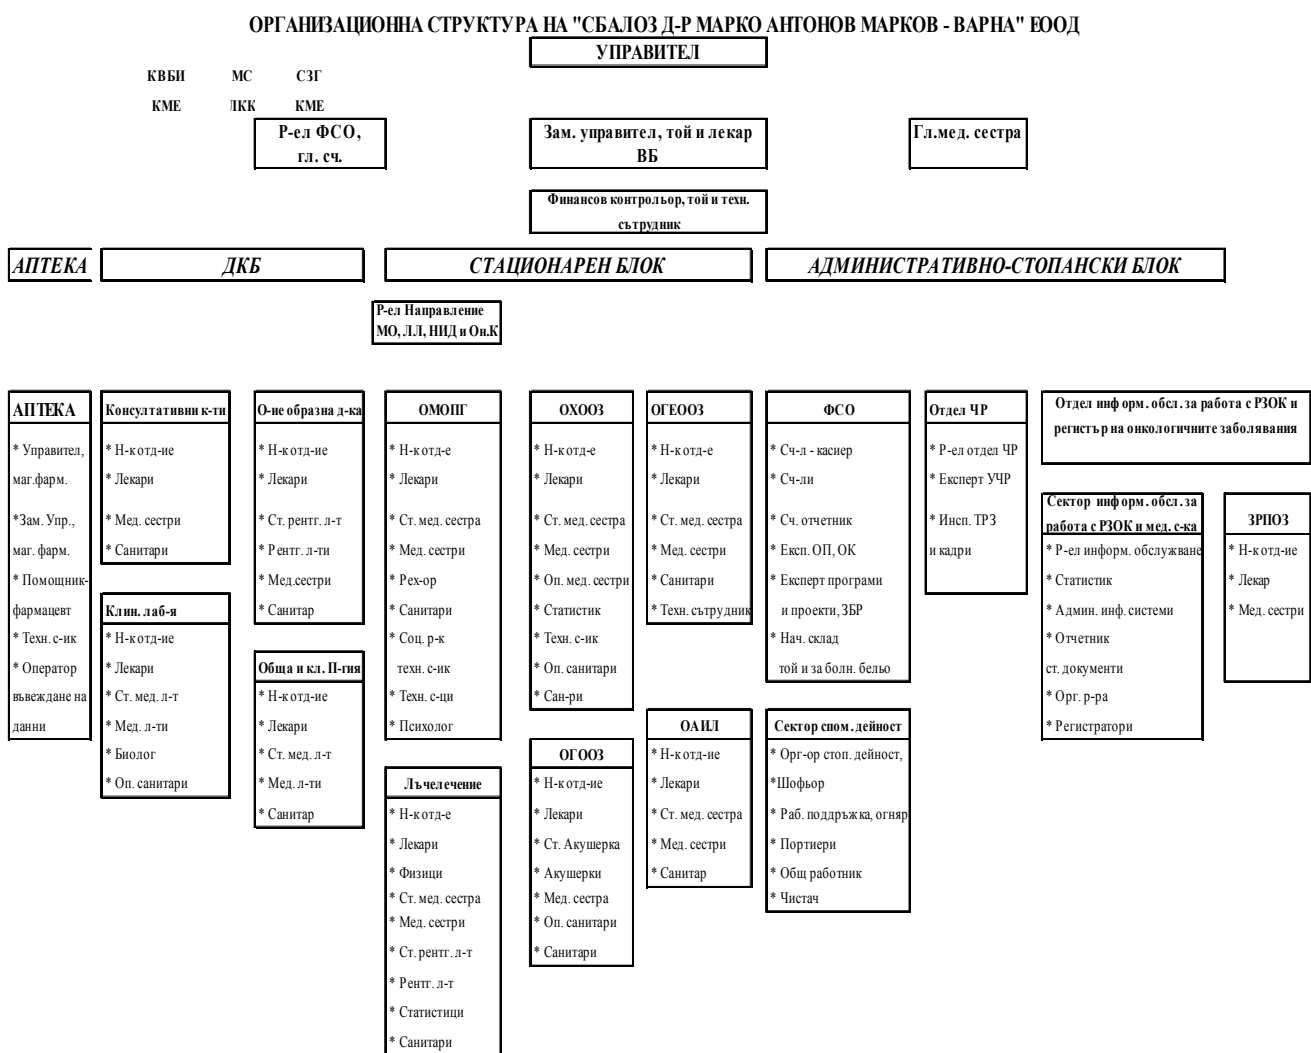 ОРГАНИЗАЦИОННА СТРУКТУРА НА "СБАЛОЗ Д-Р МАРКО АНТОНОВ МАРКОВ - ВАРНА" ЕООД
УПРАВИТЕЛ
КВБИ МС СЗГ
КМЕ ЛКК КМЕ
Р-ел ФСО,
гл. сч.
Зам. управител, той и лекар
ВБ
Гл.мед. сестра
Финансов контрольор, той и техн.
сътрудник
АПТЕКА
ДКБ
СТАЦИОНАРЕН БЛОК
АДМИНИСТРАТИВНО-СТОПАНСКИ БЛОК
Р-ел Направление
МО, ЛЛ, НИД и Он.К
АПТЕКА
* Управител,
маг.фарм.
*Зам. Упр.,
маг. фарм.
* Помощник-
фармацевт
* Техн. с-ик
* Оператор
въвеждане на
данни
Консултативни к-ти
* Н-к отд-ие
* Лекари
* Мед. сестри
* Санитари
Клин. лаб-я
* Н-к отд-ие
* Лекари
* Ст. мед. л-т
* Мед. л-ти
* Биолог
* Оп. санитари
О-ие образна д-ка
* Н-к отд-ие
* Лекари
* Ст. рентг. л-т
* Рентг. л-ти
* Мед.сестри
* Санитар
Обща и кл. П-гия
* Н-к отд-ие
* Лекари
* Ст. мед. л-т
* Мед. л-ти
* Санитар
ОМОПГ
* Н-к отд-е
* Лекари
* Ст. мед. сестра
* Мед. сестри
* Рех-ор
* Санитари
* Соц. р-к
техн. с-ик
* Техн. с-ци
* Психолог
Лъчелечение
* Н-к отд-е
* Лекари
* Физици
* Ст. мед. сестра
* Мед. сестри
* Ст. рентг. л-т
* Рентг. л-т
* Статистици
* Санитари
ОХООЗ
* Н-к отд-е
* Лекари
* Ст. мед. сестра
* Мед. сестри
* Оп. мед. сестри
* Статистик
* Техн. с-ик
* Оп. санитари
* Сан-ри
ОГООЗ
* Н-к отд-ие
* Лекари
* Ст. Акушерка
* Акушерки
* Мед. сестра
* Оп. санитари
* Санитари
ОГЕООЗ
* Н-к отд-е
* Лекари
* Ст. мед. сестра
* Мед. сестри
* Санитари
* Техн. сътрудник
ОАИЛ
* Н-к отд-ие
* Лекари
* Ст. мед. сестра
* Мед. сестри
* Санитар
ФСО
* Сч-л - касиер
* Сч-ли
* Сч. отчетник
* Eксп. ОП, ОК
* Експерт програми
и проекти, ЗБР
* Нач. склад
той и за болн. бельо
Сектор спом. дейност
* Орг-ор стоп. дейност,
*Шофьор
* Раб. поддръжка, огняр
* Портиери
* Общ работник
* Чистач
Отдел ЧР
* Р-ел отдел ЧР
* Експерт УЧР
* Инсп. ТРЗ
и кадри
Отдел информ. обсл. за работа с РЗОК и
регистър на онкологичните заболявания
Сектор информ. обсл. за
работа с РЗОК и мед. с-ка
* Р-ел информ. обслужване
* Статистик
* Админ. инф. системи
* Отчетник
ст. документи
* Орг. р-ра
* Регистратори
ЗРПОЗ
* Н-к отд-ие
* Лекар
* Мед. сестри